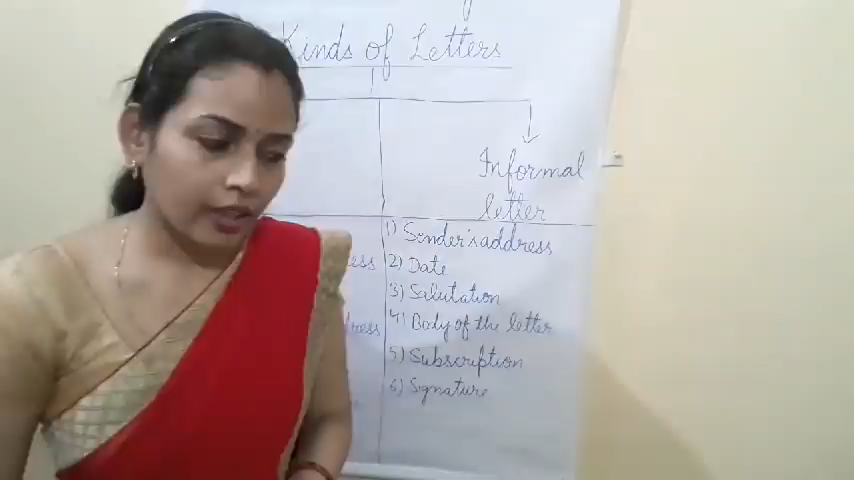 Kinds of Letters
Informal
letter
1) Sender's address
2) Date
3) Salutation
4) Body of the letter
5) Subscription
6) Signature